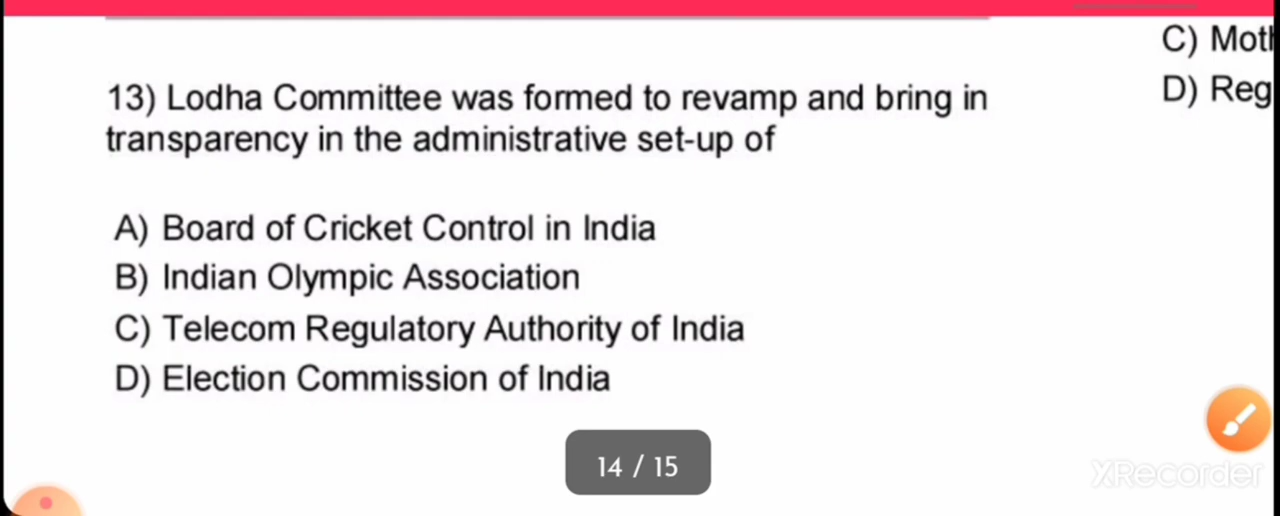 13) Lodha Committee was formed to revamp and bring in
transparency in the administrative set-up of
A) Board of Cricket Control in India
B) Indian Olympic Association
C) Telecom Regulatory Authority of India
D) Election Commission of India
C) Moth
D) Reg
14 / 15
XRecorder